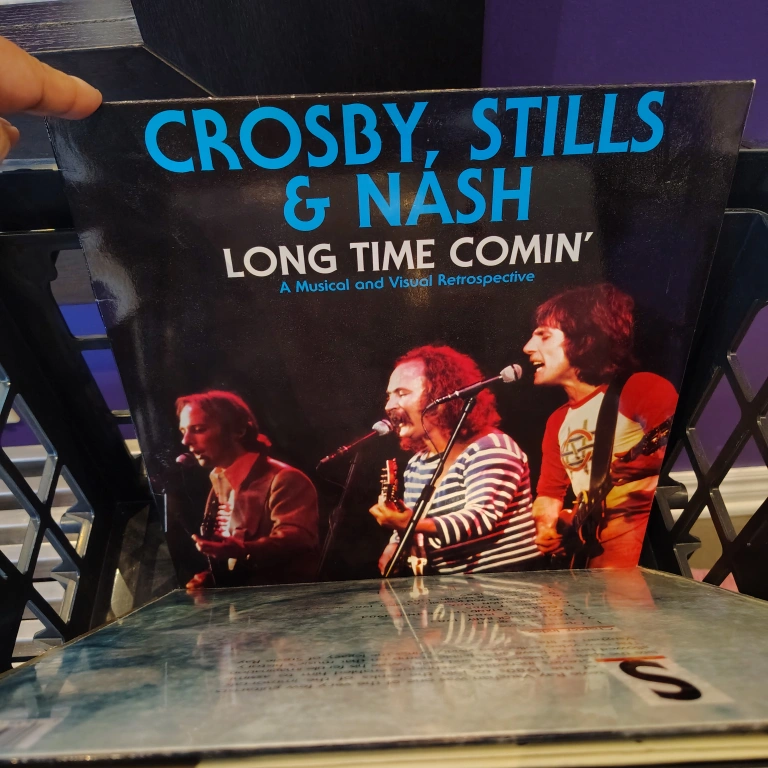 CROSBY, STILLS
& NASH
LONG TIME COMIN'
A Musical and Visual Retrospective
S